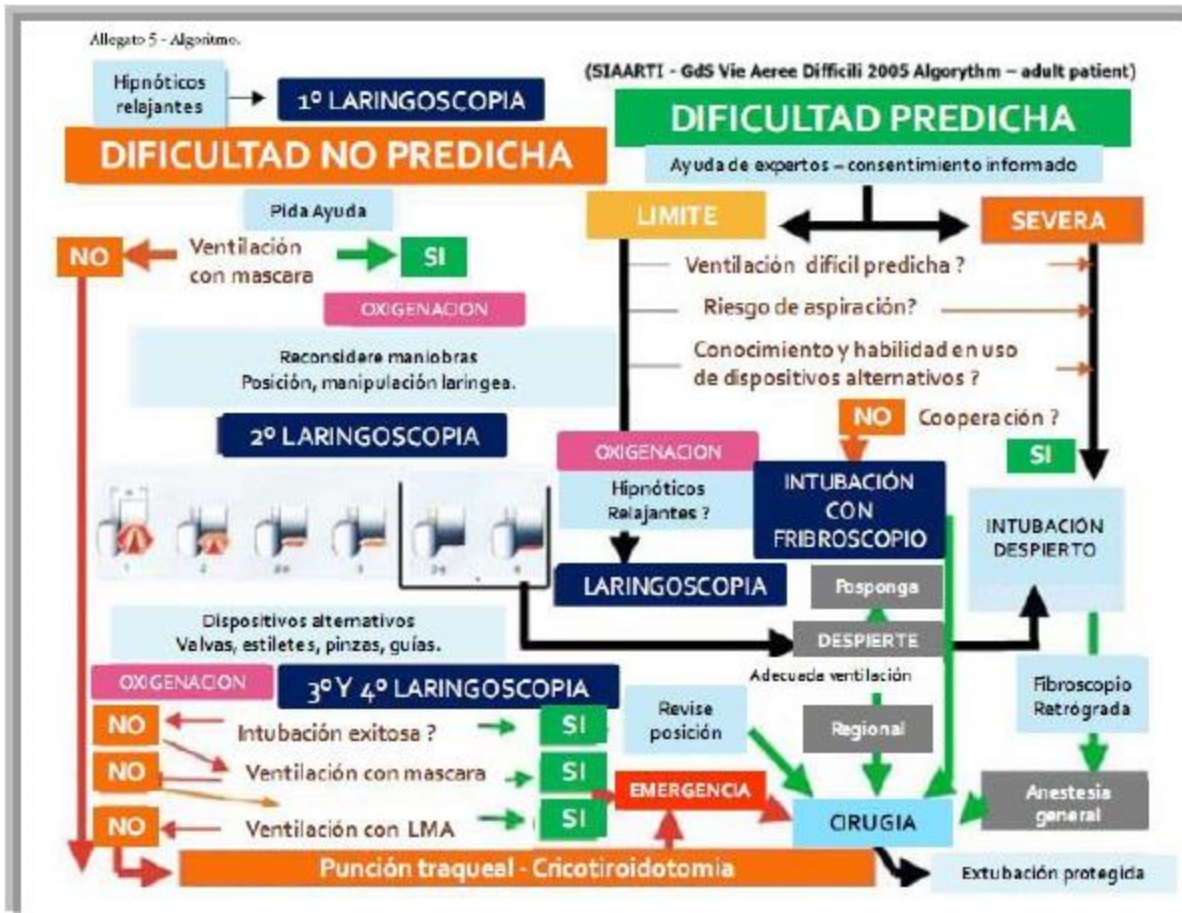 Allegato 5 - Algoritmo.
(SIAARTI - GdS Vie Aeree Difficili 2005 Algorythm – adult patient)
Hipnóticos
relajantes
1º LARINGOSCOPIA
DIFICULTAD NO PREDICHA
DIFICULTAD PREDICHA
Ayuda de expertos – consentimiento informado
Pida Ayuda
LIMITE
SEVERA
NO
Ventilación
con mascara
SI
Ventilación difícil predicha ?
OXIGENACION
Riesgo de aspiración?
Reconsidere maniobras
Posición, manipulación laringea.
Conocimiento y habilidad en uso
de dispositivos alternativos ?
NO
Cooperación ?
2º LARINGOSCOPIA
SI
OXIGENACION
Hipnóticos
Relajantes ?
INTUBACIÓN
CON
FRIBROSCOPIO
INTUBACIÓN
DESPIERTO
1
2
LARINGOSCOPIA
Posponga
Dispositivos alternativos
Valvas, estiletes, pinzas, guías.
DESPIERTE
Adecuada ventilación
OXIGENACION
3º Y 4º LARINGOSCOPIA
Fibroscopio
Retrógrada
Revise
posición
Regional
NO
Intubación exitosa ?
SI
NO
Ventilación con mascara
SI
EMERGENCIA
Anestesia
general
NO
Ventilación con LMA
SI
CIRUGIA
Punción traqueal - Cricotiroidotomia
Extubación protegida